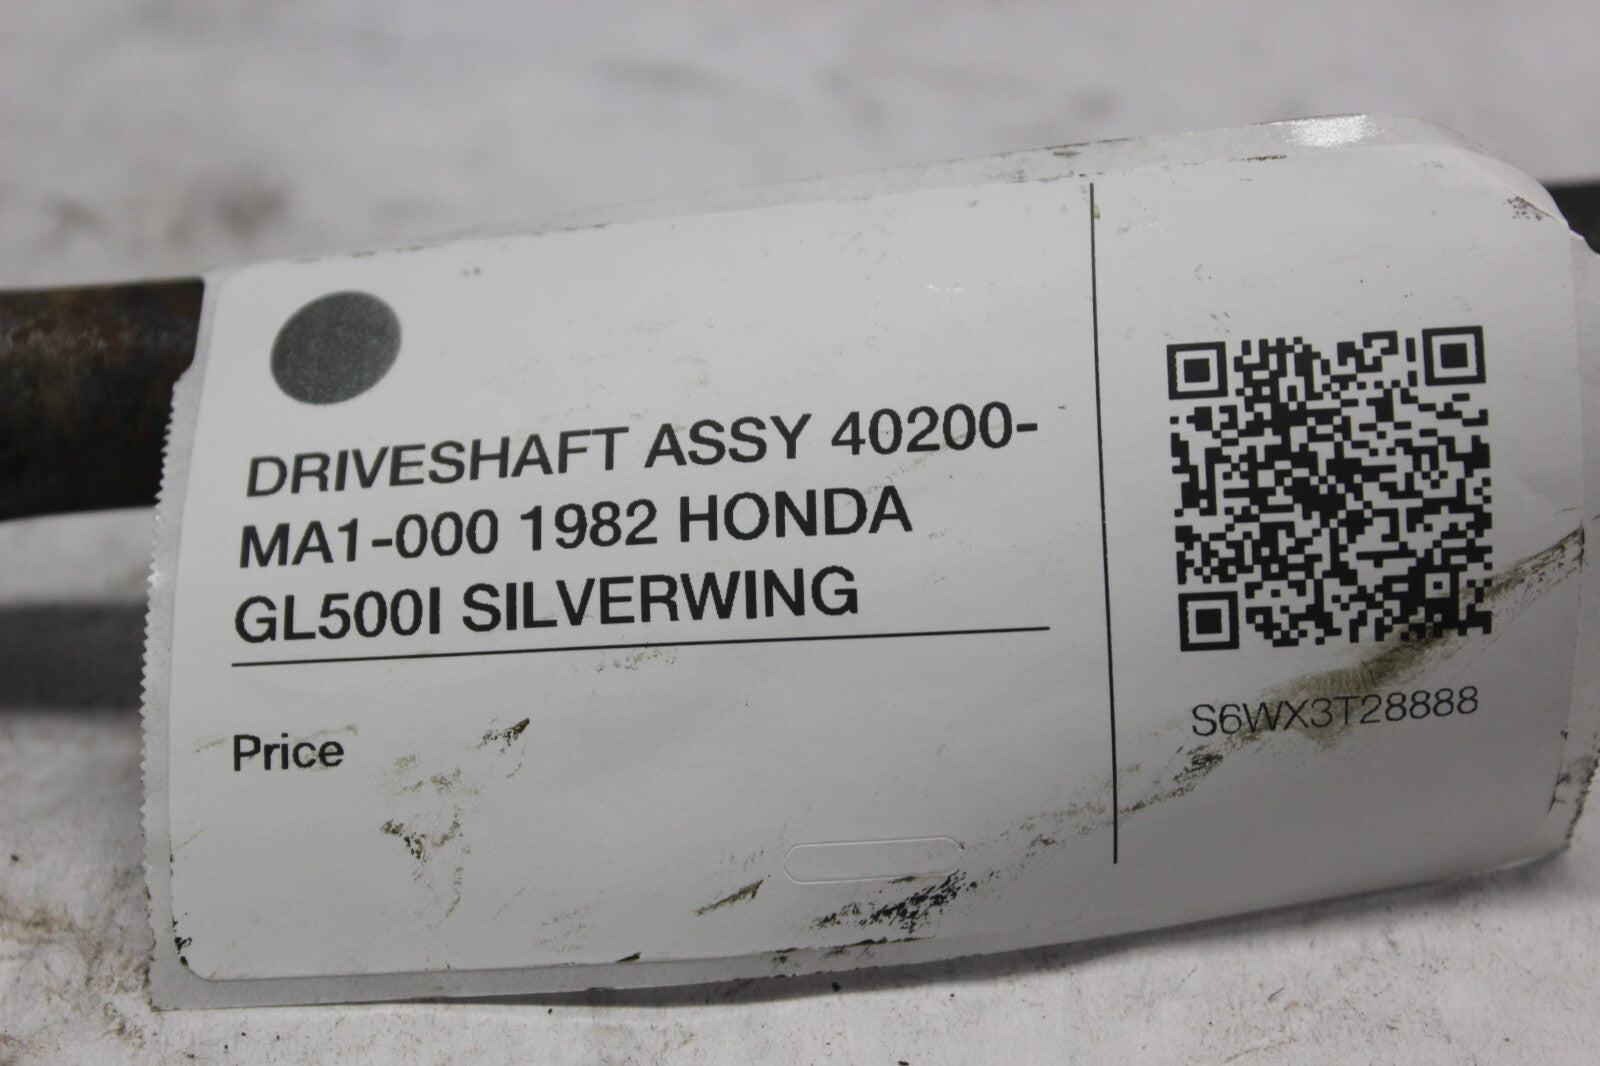 DRIVESHAFT ASSY 40200-
MA1-000 1982 HONDA
GL500I SILVERWING
Price
S6WX3T28888